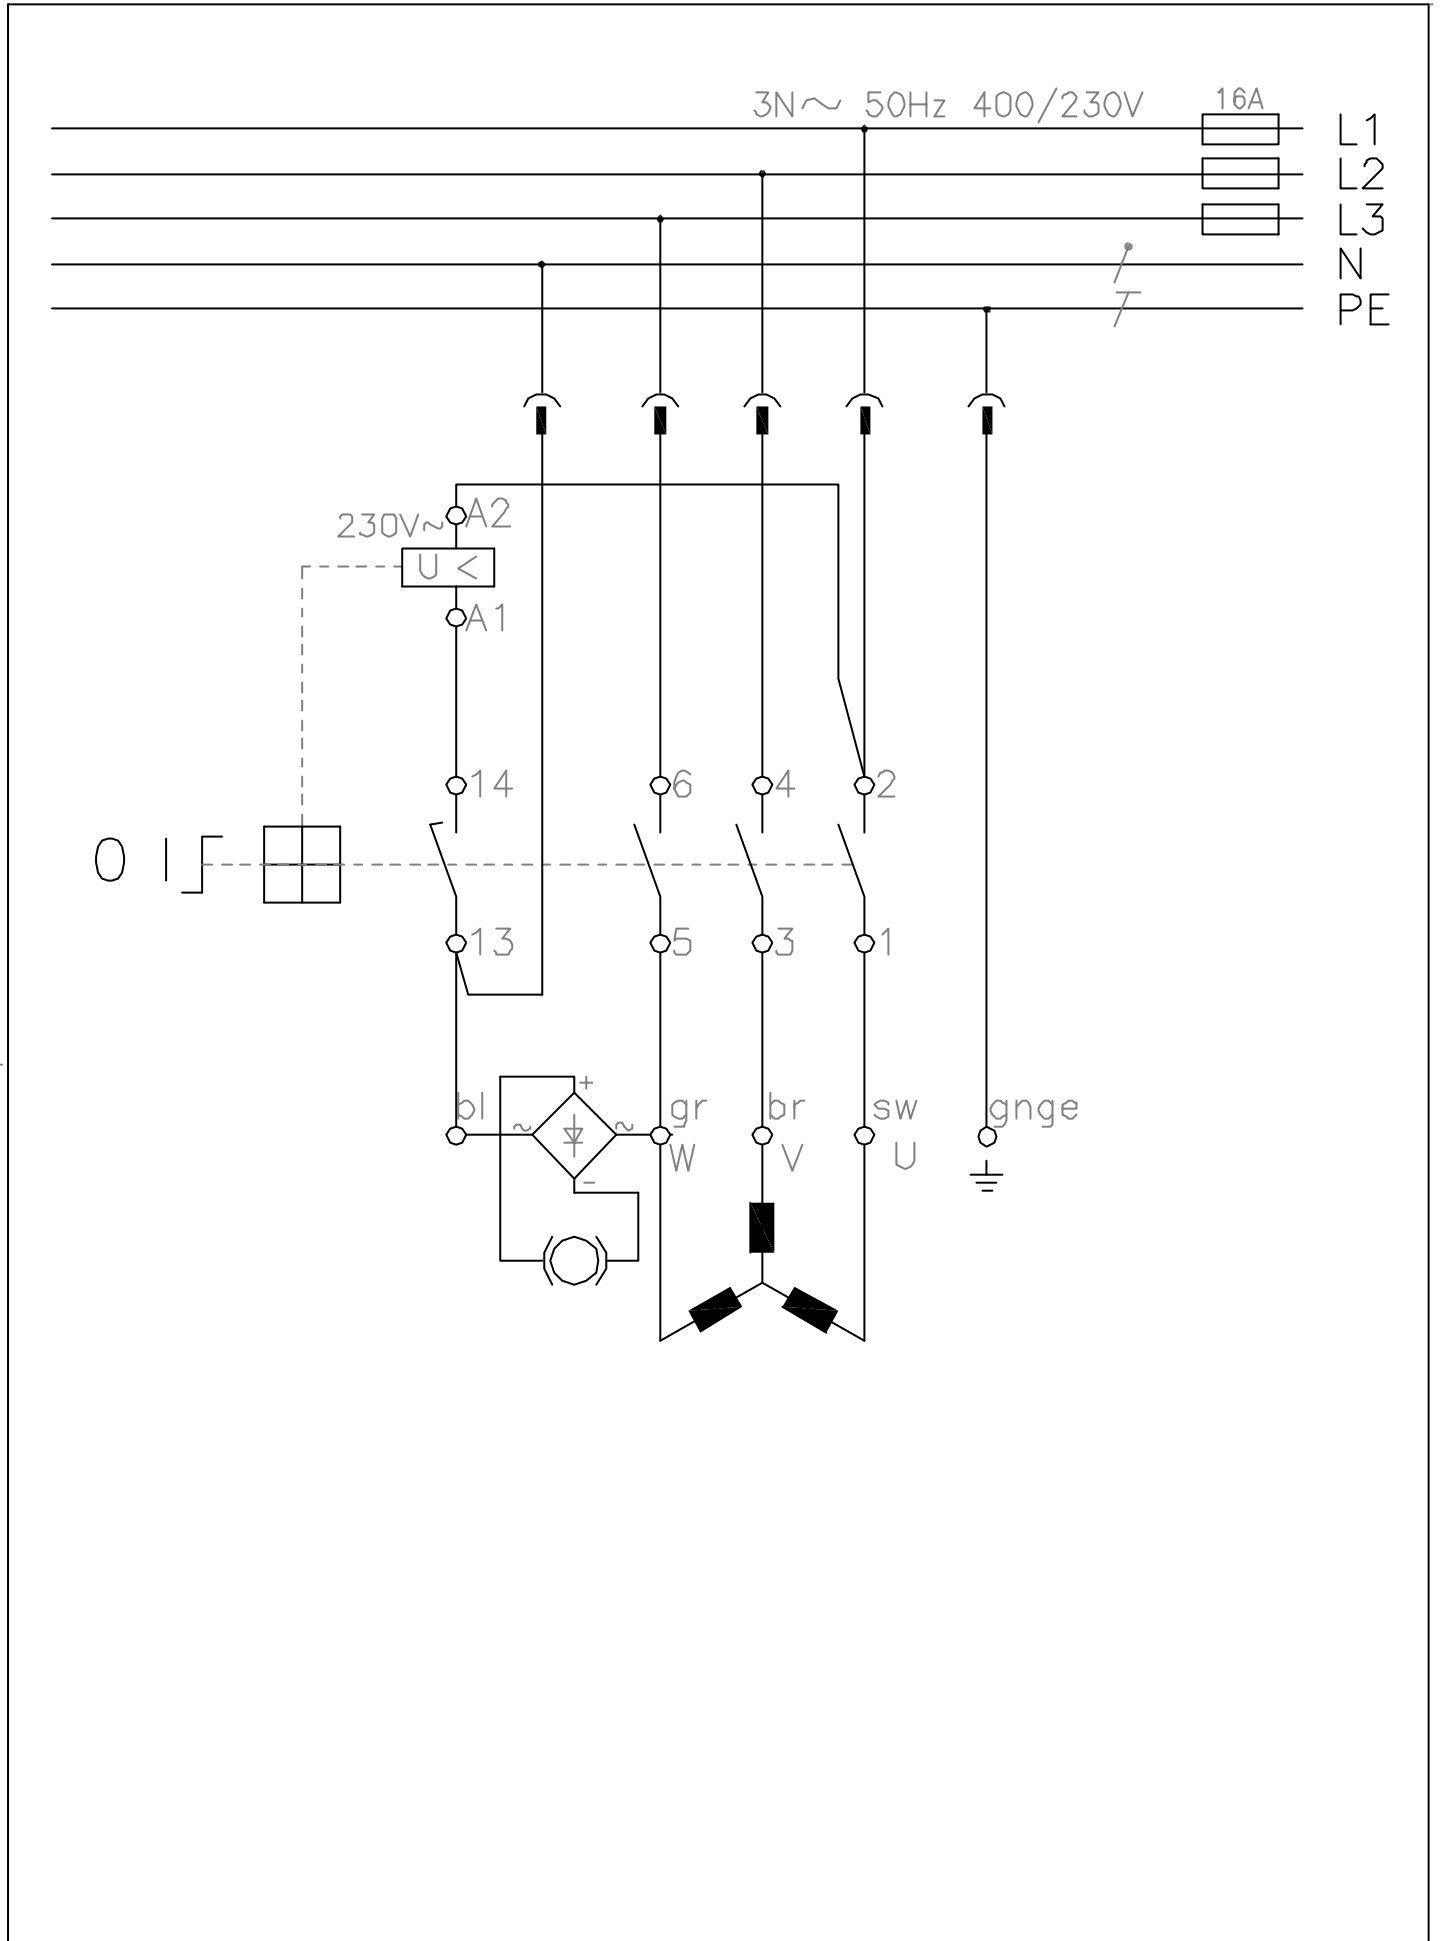 3N~ 50Hz 400/230V 16A L1
L2
L3
N
PE
230V~ A2
U <
A1
14 6 4 2
0 I
13 5 3 1
+
bl gr br sw gnge
~ ~
W V U
-